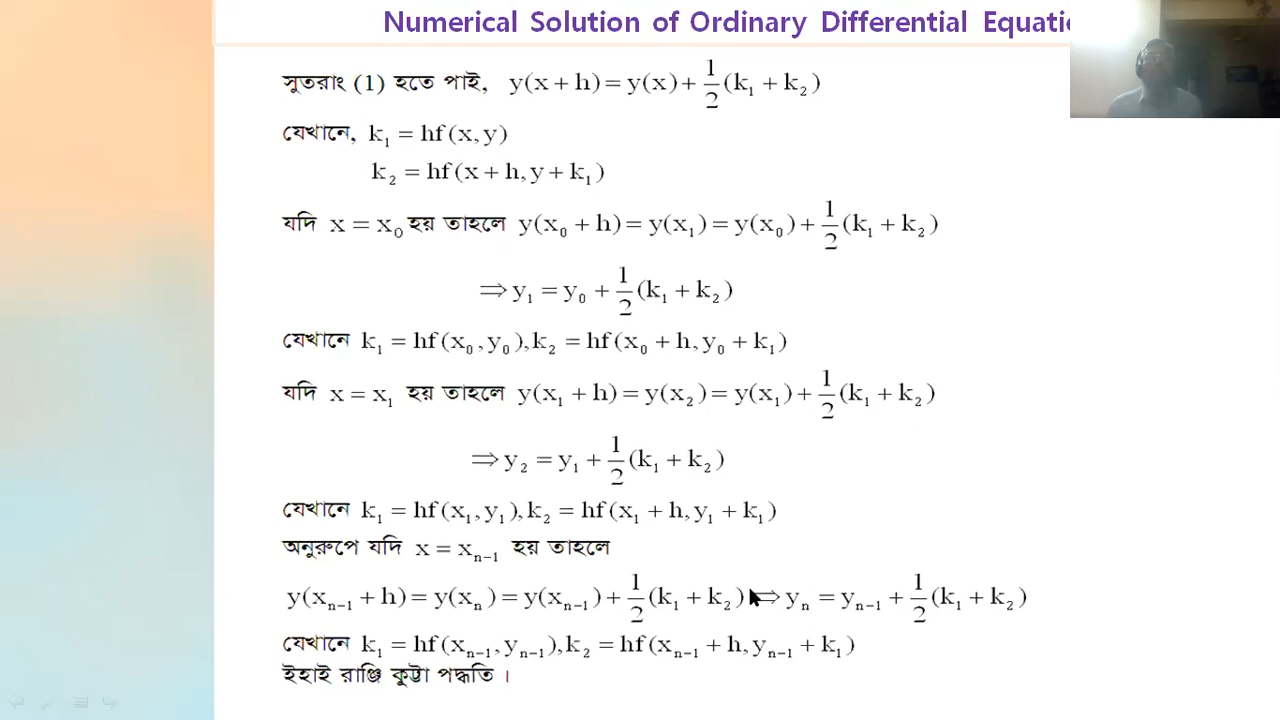 Numerical Solution of Ordinary Differential
সুতরাং (1) হতে পাই, y(x + h) = y(x) + 1/2 (k₁ + k₂)
যেখানে, k₁ = hf(x, y)
k₂ = hf(x + h, y + k₁)
যদি x = x₀ হয় তাহলে y(x₀ + h) = y(x₁) = y(x₀) + 1/2 (k₁ + k₂)
⇒ y₁ = y₀ + 1/2 (k₁ + k₂)
যেখানে k₁ = hf(x₀, y₀), k₂ = hf(x₀ + h, y₀ + k₁)
যদি x = x₁ হয় তাহলে y(x₁ + h) = y(x₂) = y(x₁) + 1/2 (k₁ + k₂)
⇒ y₂ = y₁ + 1/2 (k₁ + k₂)
যেখানে k₁ = hf(x₁, y₁), k₂ = hf(x₁ + h, y₁ + k₁)
অনুরুপে যদি x = xₙ₋₁ হয় তাহলে
y(xₙ₋₁ + h) = y(xₙ) = y(xₙ₋₁) + 1/2 (k₁ + k₂) ⇒ yₙ = yₙ₋₁ + 1/2 (k₁ + k₂)
যেখানে k₁ = hf(xₙ₋₁, yₙ₋₁), k₂ = hf(xₙ₋₁ + h, yₙ₋₁ + k₁)
ইহাই রাঞ্জি কুট্টা পদ্ধতি ।